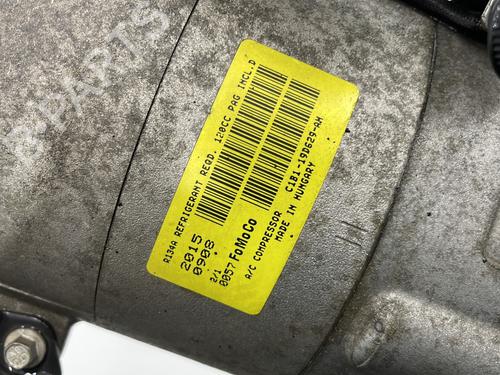 B-PARTS
R134A REFRIGERANT REQD. 120CC PAG INCL.D
2015
0908
2/1
0057 FoMoCo
A/C COMPRESSOR C1B1-19D629-AM
MADE IN HUNGARY